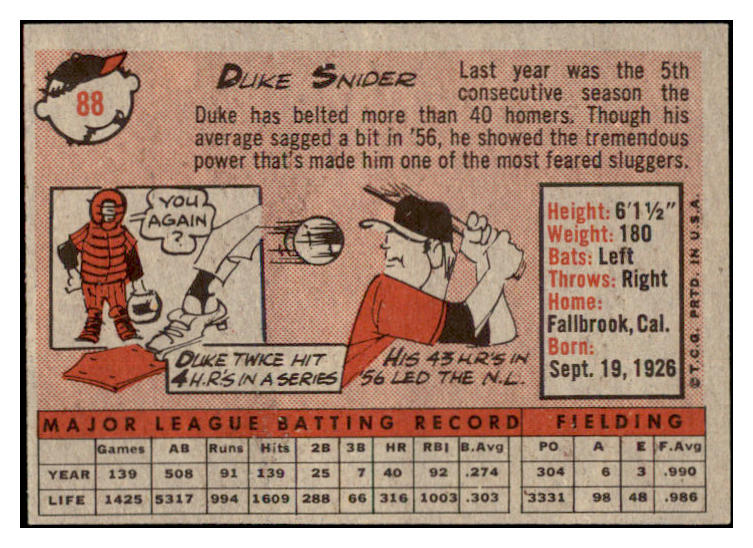 88
DUKE SNIDER
Last year was the 5th
consecutive season the
Duke has belted more than 40 homers. Though his
average sagged a bit in '56, he showed the tremendous
power that's made him one of the most feared sluggers.
YOU
AGAIN
?
DUKE TWICE HIT
4 H.R.'S IN A SERIES
HIS 43 H.R.'S IN
'56 LED THE N.L.
Height: 6'1½"
Weight: 180
Bats: Left
Throws: Right
Home:
Fallbrook, Cal.
Born:
Sept. 19, 1926
©T.C.G. PRTD. IN U.S.A.
MAJOR LEAGUE BATTING RECORD FIELDING
Games AB Runs Hits 2B 3B HR RBI B.Avg PO A E F.Avg
YEAR 139 508 91 139 25 7 40 92 .274 304 6 3 .990
LIFE 1425 5317 994 1609 288 66 316 1003 .303 3331 98 48 .986